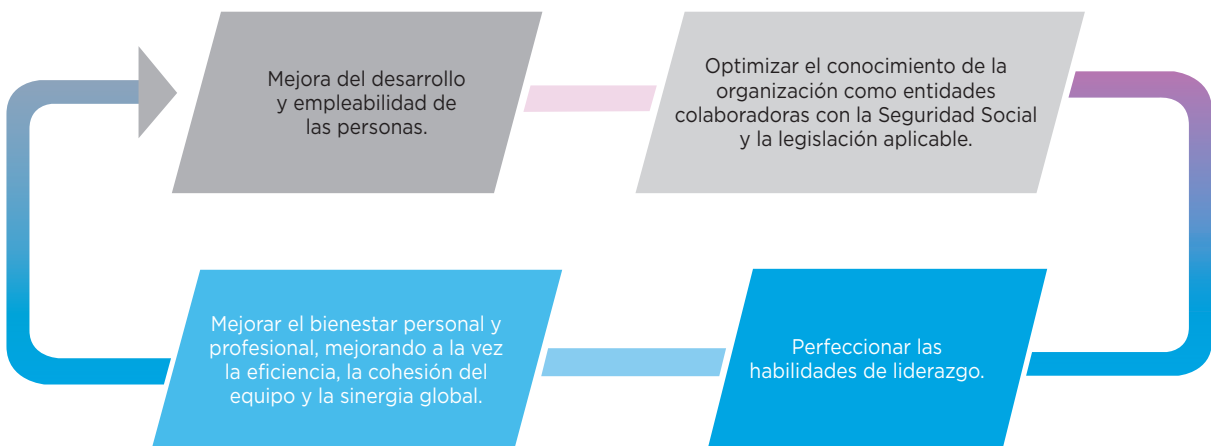 Mejora del desarrollo
y empleabilidad de
las personas.
Optimizar el conocimiento de la
organización como entidades
colaboradoras con la Seguridad Social
y la legislación aplicable.
Mejorar el bienestar personal y
profesional, mejorando a la vez
la eficiencia, la cohesión del
equipo y la sinergia global.
Perfeccionar las
habilidades de liderazgo.